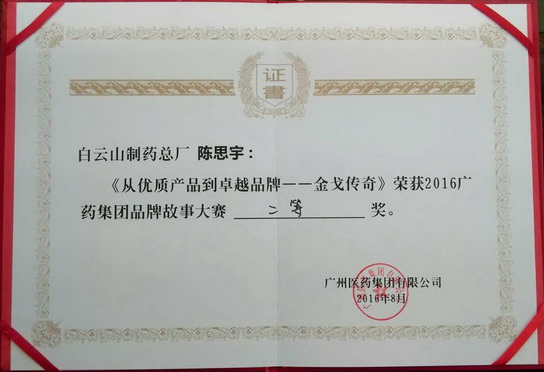 证書
白云山制药总厂 陈思宇：
《从优质产品到卓越品牌——金戈传奇》荣获2016广
药集团品牌故事大赛 二等 奖。
广州医药集团有限公司
2016年8月